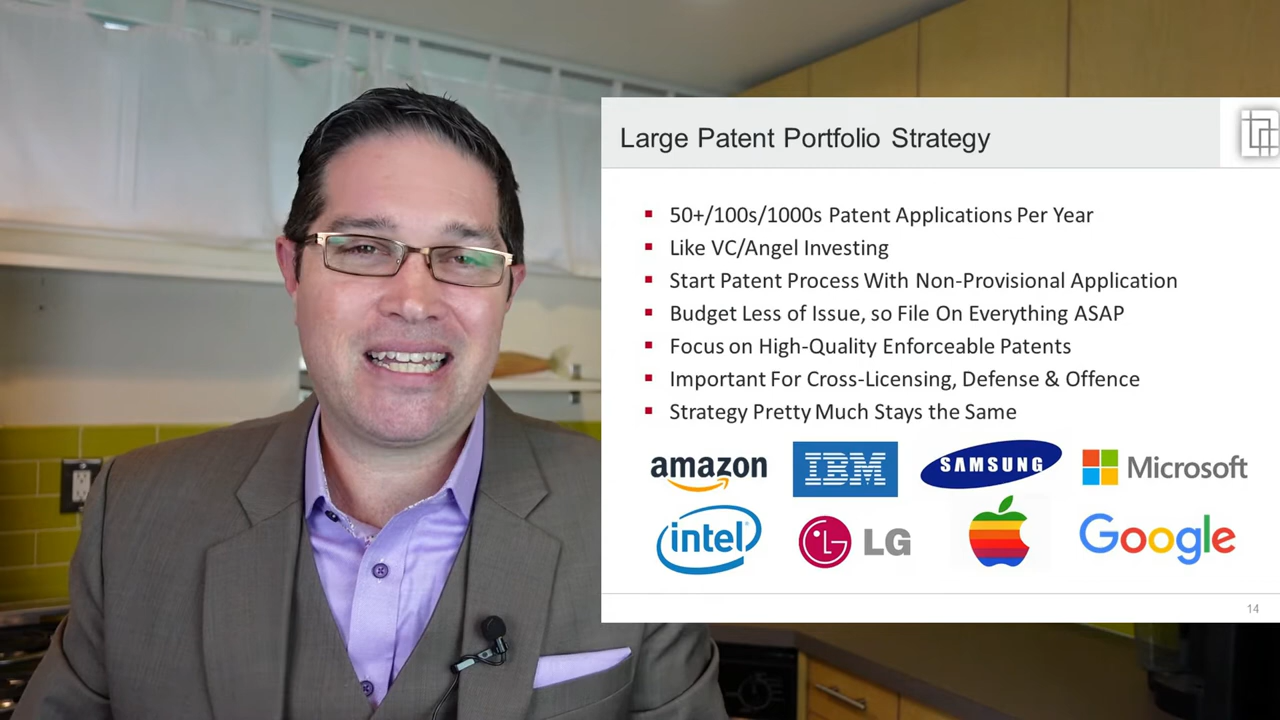 Large Patent Portfolio Strategy
50+/100s/1000s Patent Applications Per Year
Like VC/Angel Investing
Start Patent Process With Non-Provisional Application
Budget Less of Issue, so File On Everything ASAP
Focus on High-Quality Enforceable Patents
Important For Cross-Licensing, Defense & Offence
Strategy Pretty Much Stays the Same
amazon IBM SAMSUNG Microsoft
intel LG LG Google
14